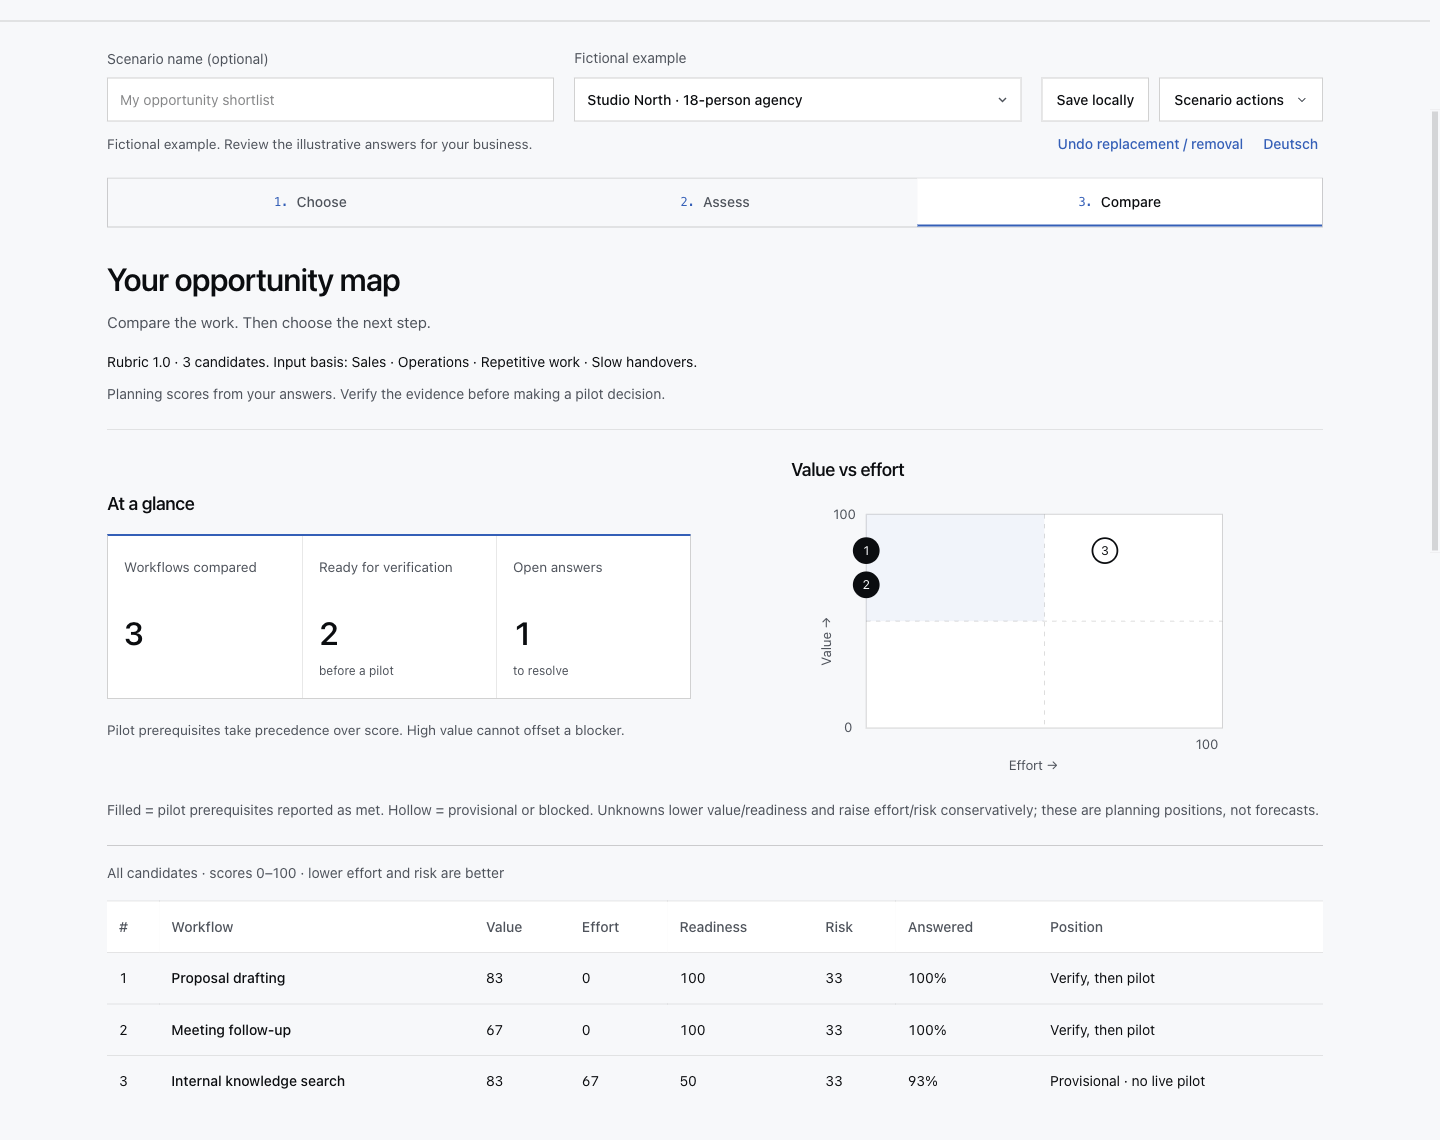 Scenario name (optional)
Fictional example
My opportunity shortlist
Studio North · 18-person agency
Save locally
Scenario actions
Fictional example. Review the illustrative answers for your business.
Undo replacement / removal
Deutsch
1. Choose
2. Assess
3. Compare
Your opportunity map
Compare the work. Then choose the next step.
Rubric 1.0 · 3 candidates. Input basis: Sales · Operations · Repetitive work · Slow handovers.
Planning scores from your answers. Verify the evidence before making a pilot decision.
At a glance
Workflows compared
3
Ready for verification
2
before a pilot
Open answers
1
to resolve
Pilot prerequisites take precedence over score. High value cannot offset a blocker.
Value vs effort
100
1
2
3
Value →
0
100
Effort →
Filled = pilot prerequisites reported as met. Hollow = provisional or blocked. Unknowns lower value/readiness and raise effort/risk conservatively; these are planning positions, not forecasts.
All candidates · scores 0–100 · lower effort and risk are better
# Workflow Value Effort Readiness Risk Answered Position
1 Proposal drafting 83 0 100 33 100% Verify, then pilot
2 Meeting follow-up 67 0 100 33 100% Verify, then pilot
3 Internal knowledge search 83 67 50 33 93% Provisional · no live pilot